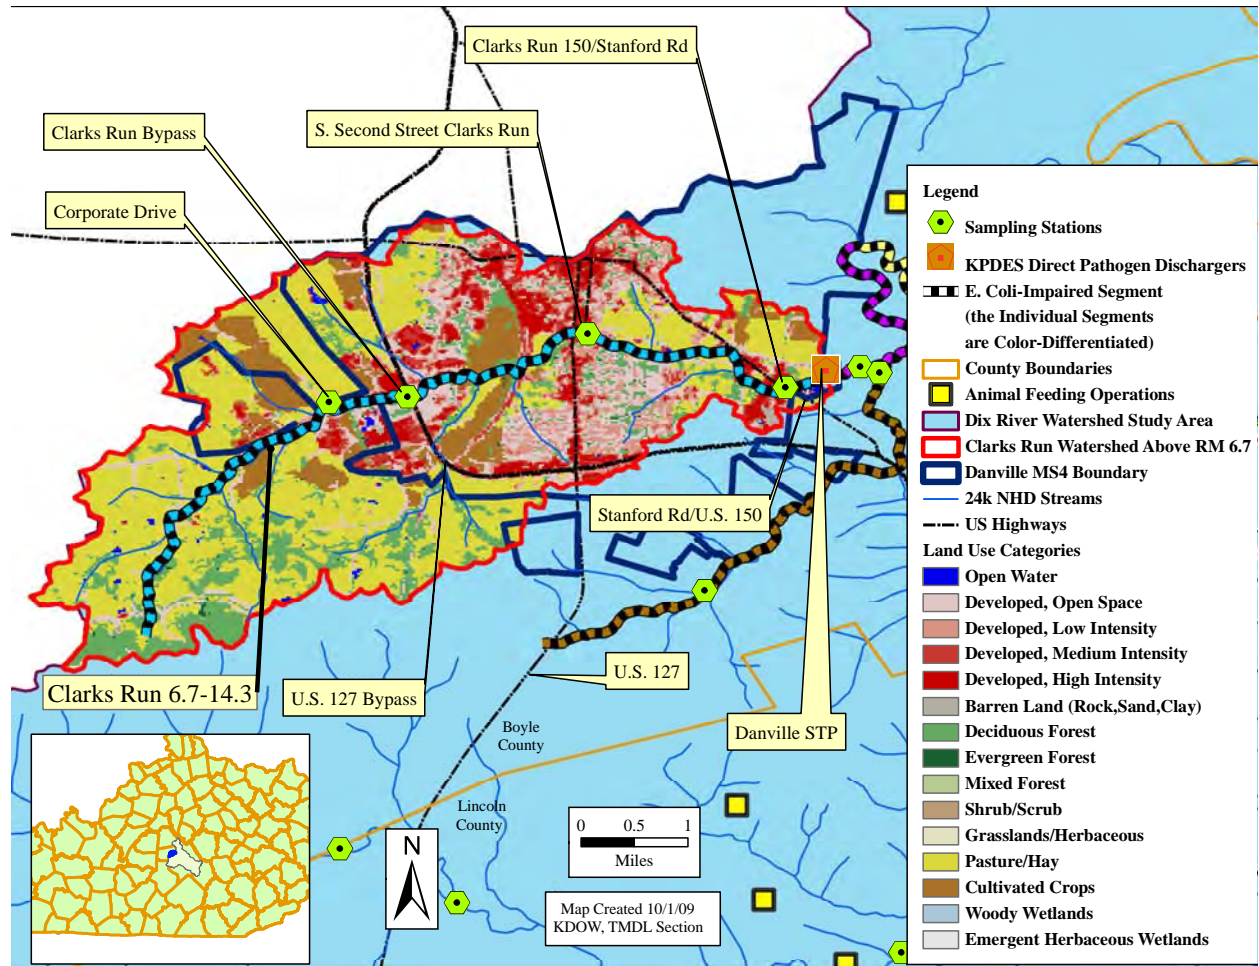 Clarks Run 150/Stanford Rd
Clarks Run Bypass
S. Second Street Clarks Run
Corporate Drive
Stanford Rd/U.S. 150
Clarks Run 6.7-14.3
U.S. 127 Bypass
U.S. 127
Danville STP
Boyle
County
Lincoln
County
N
0 0.5 1
Miles
Map Created 10/1/09
KDOW, TMDL Section
Legend
Sampling Stations
KPDES Direct Pathogen Dischargers
E. Coli-Impaired Segment
(the Individual Segments
are Color-Differentiated)
County Boundaries
Animal Feeding Operations
Dix River Watershed Study Area
Clarks Run Watershed Above RM 6.7
Danville MS4 Boundary
24k NHD Streams
US Highways
Land Use Categories
Open Water
Developed, Open Space
Developed, Low Intensity
Developed, Medium Intensity
Developed, High Intensity
Barren Land (Rock,Sand,Clay)
Deciduous Forest
Evergreen Forest
Mixed Forest
Shrub/Scrub
Grasslands/Herbaceous
Pasture/Hay
Cultivated Crops
Woody Wetlands
Emergent Herbaceous Wetlands